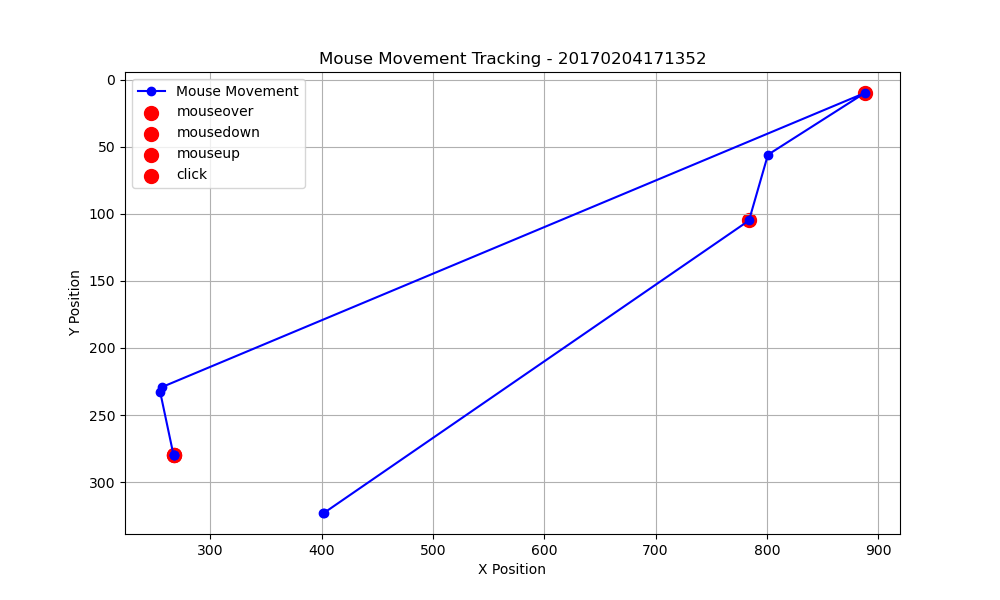 Mouse Movement Tracking - 20170204171352
Mouse Movement
mouseover
mousedown
mouseup
click
0
50
100
150
200
250
300
Y Position
300 400 500 600 700 800 900
X Position